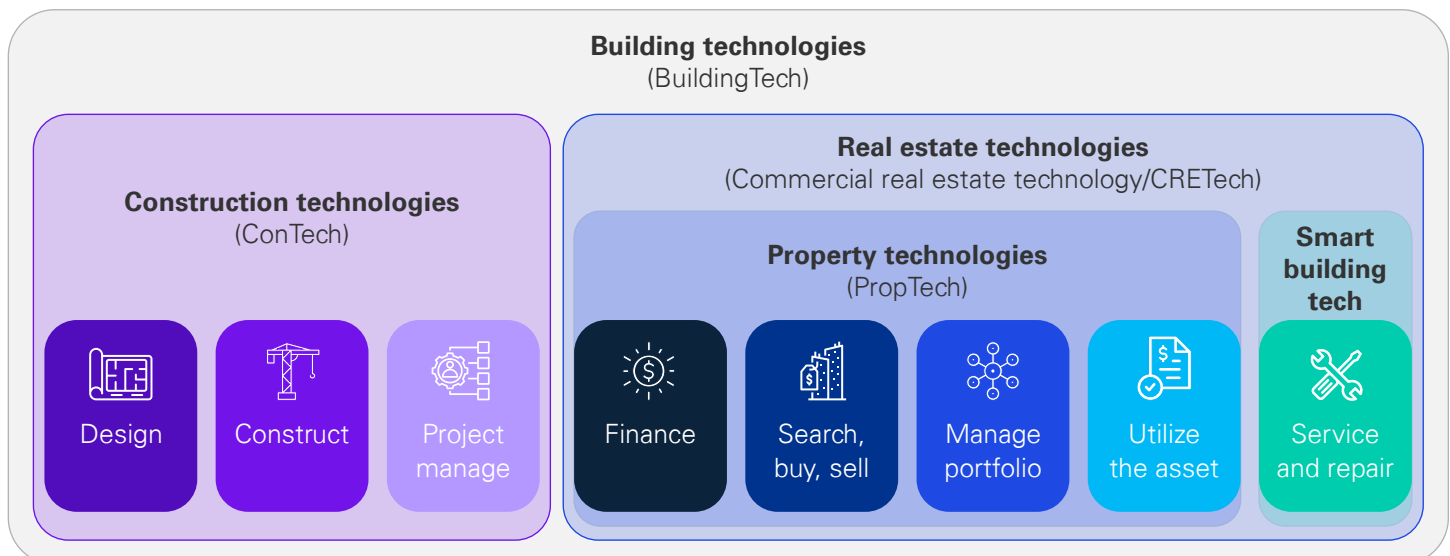 Building technologies
(BuildingTech)
Construction technologies
(ConTech)
Design
Construct
Project
manage
Real estate technologies
(Commercial real estate technology/CRETech)
Property technologies
(PropTech)
$
Finance
$
Search,
buy, sell
Manage
portfolio
$
Utilize
the asset
Smart
building
tech
Service
and repair